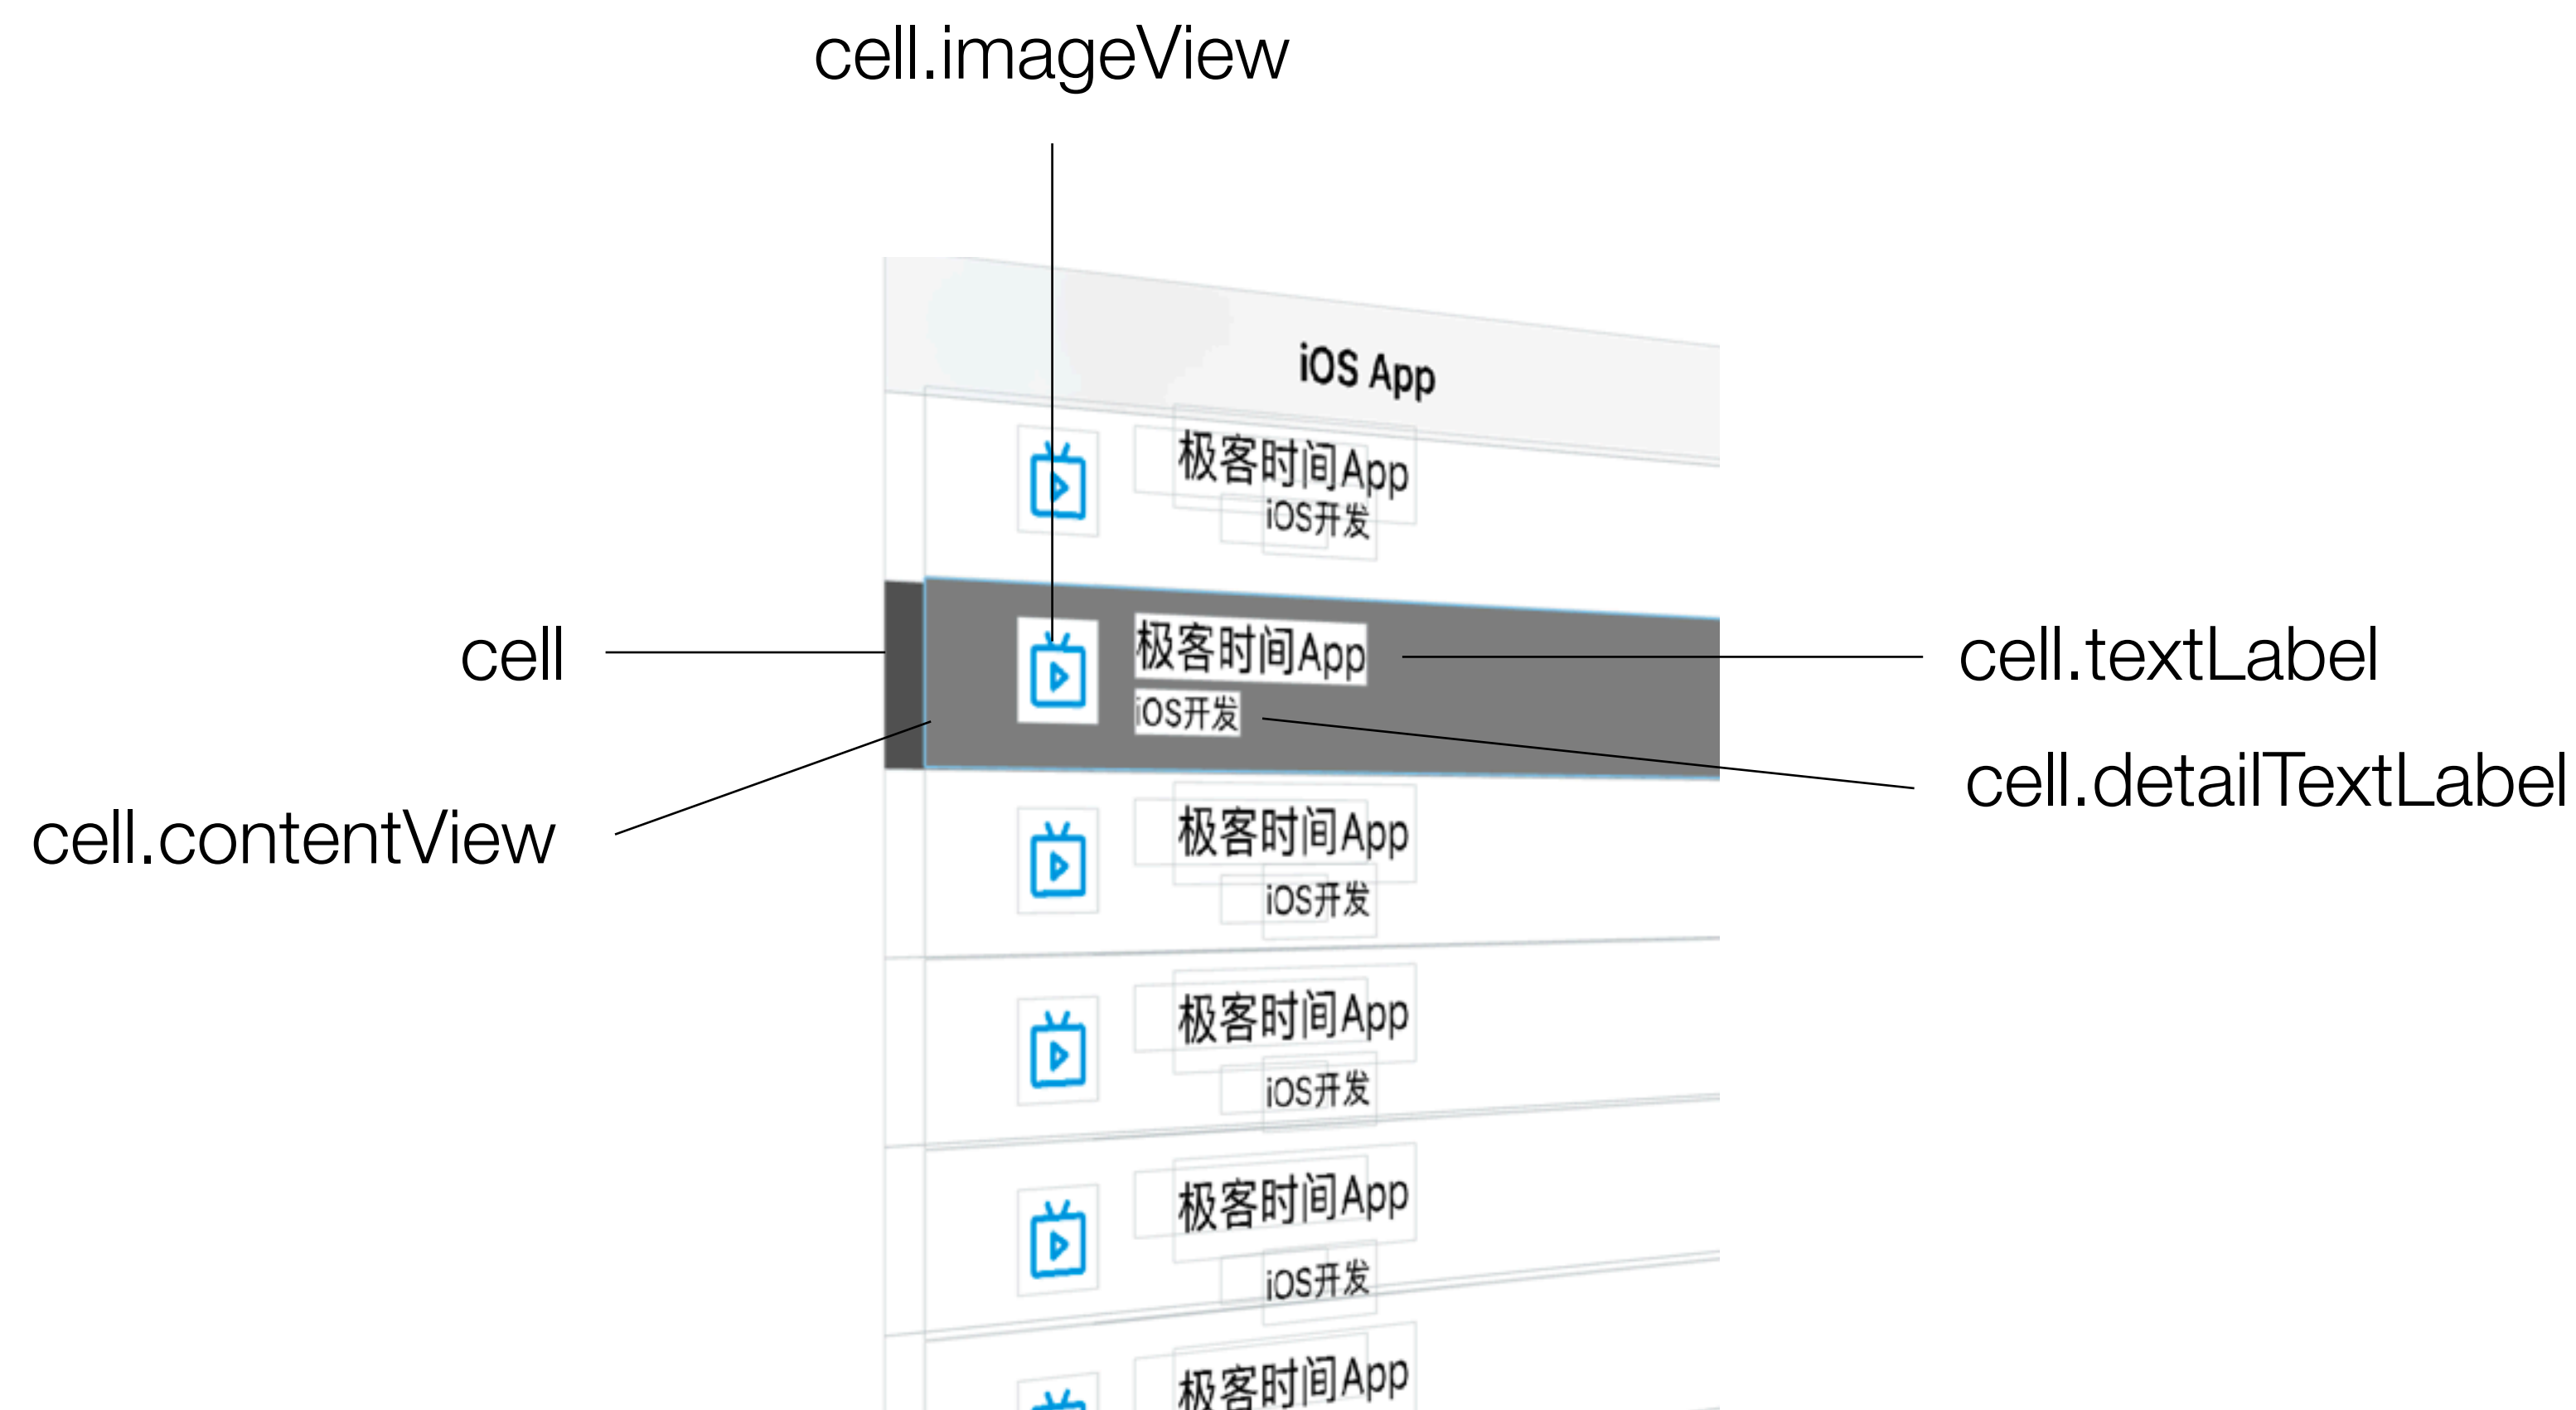 cell.imageView
iOS App
极客时间App
iOS开发
cell
极客时间App
cell.textLabel
iOS开发
cell.detailTextLabel
cell.contentView
极客时间App
iOS开发
极客时间App
iOS开发
极客时间App
iOS开发
极客时间App